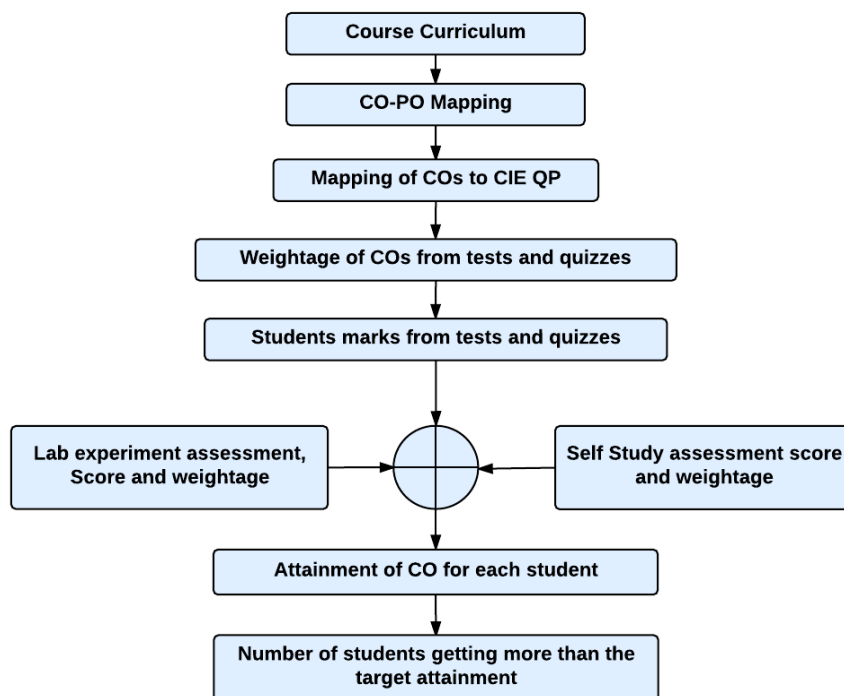 Course Curriculum
CO-PO Mapping
Mapping of COs to CIE QP
Weightage of COs from tests and quizzes
Students marks from tests and quizzes
Lab experiment assessment,
Score and weightage
Self Study assessment score
and weightage
Attainment of CO for each student
Number of students getting more than the
target attainment